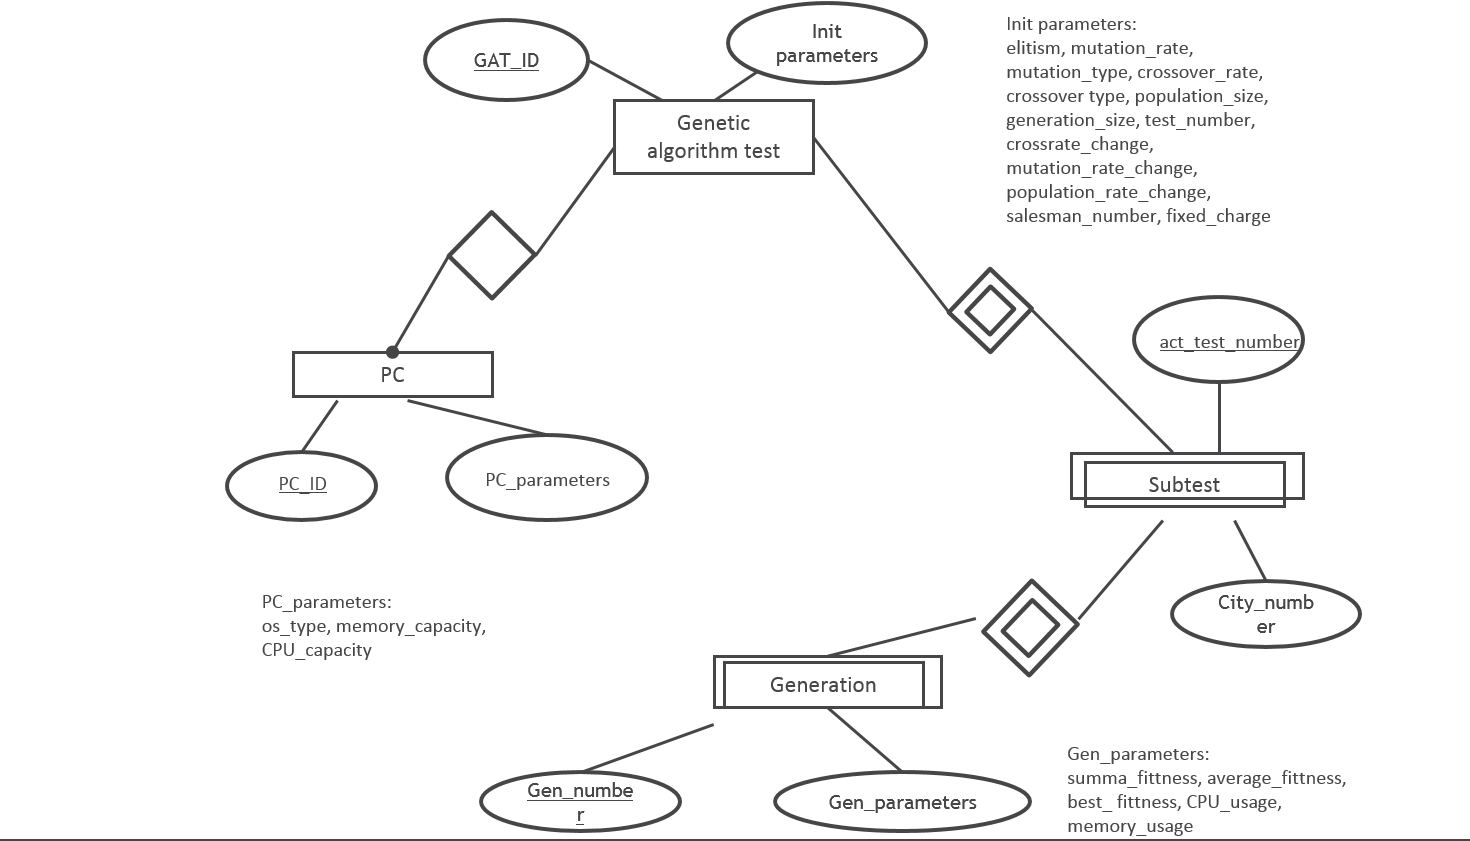 GAT_ID
Init
parameters
Init parameters:
elitism, mutation_rate,
mutation_type, crossover_rate,
crossover type, population_size,
generation_size, test_number,
crossrate_change,
mutation_rate_change,
population_rate_change,
salesman_number, fixed_charge
Genetic
algorithm test
act_test_number
PC
PC_ID
PC_parameters
Subtest
PC_parameters:
os_type, memory_capacity,
CPU_capacity
City_numb
er
Generation
Gen_numbe
r
Gen_parameters
Gen_parameters:
summa_fittness, average_fittness,
best_ fittness, CPU_usage,
memory_usage